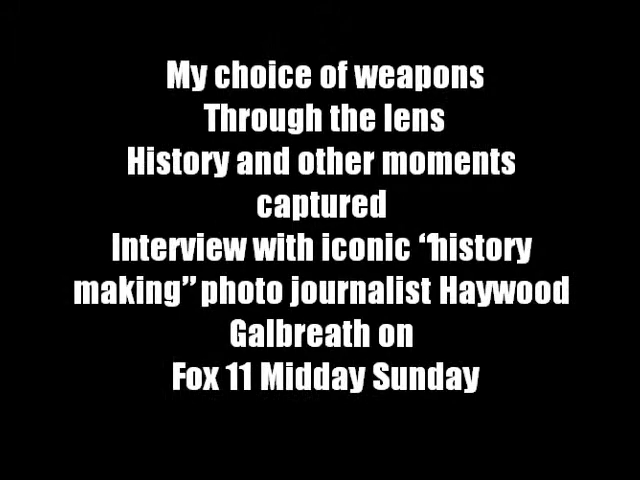 My choice of weapons
Through the lens
History and other moments
captured
Interview with iconic “history
making” photo journalist Haywood
Galbreath on
Fox 11 Midday Sunday